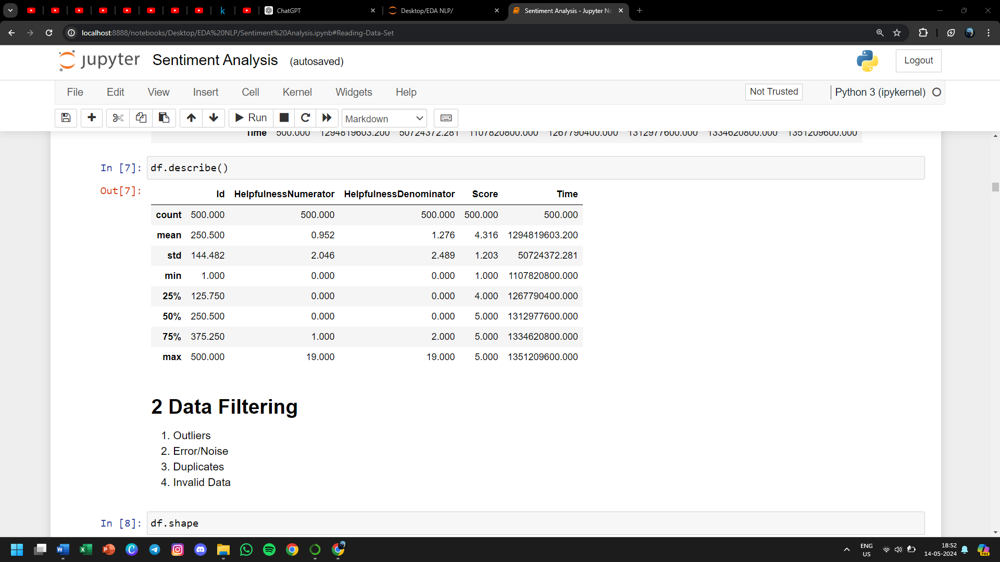 ChatGPT
Desktop/EDA NLP/
Sentiment Analysis - Jupyter No
localhost:8888/notebooks/Desktop/EDA%20NLP/Sentiment%20Analysis.ipynb#Reading-Data-Set
jupyter Sentiment Analysis (autosaved)
Logout
File Edit View Insert Cell Kernel Widgets Help
Not Trusted
Python 3 (ipykernel)
Run
Markdown
Time 500.000 1294819603.200 50724372.281 1107820800.000 1267790400.000 1312977600.000 1334620800.000 1351209600.000
In [7]: df.describe()
Out[7]:
Id HelpfulnessNumerator HelpfulnessDenominator Score Time
count 500.000 500.000 500.000 500.000 500.000
mean 250.500 0.952 1.276 4.316 1294819603.200
std 144.482 2.046 2.489 1.203 50724372.281
min 1.000 0.000 0.000 1.000 1107820800.000
25% 125.750 0.000 0.000 4.000 1267790400.000
50% 250.500 0.000 0.000 5.000 1312977600.000
75% 375.250 1.000 2.000 5.000 1334620800.000
max 500.000 19.000 19.000 5.000 1351209600.000
2 Data Filtering
1. Outliers
2. Error/Noise
3. Duplicates
4. Invalid Data
In [8]: df.shape
ENG
US
18:52
14-05-2024